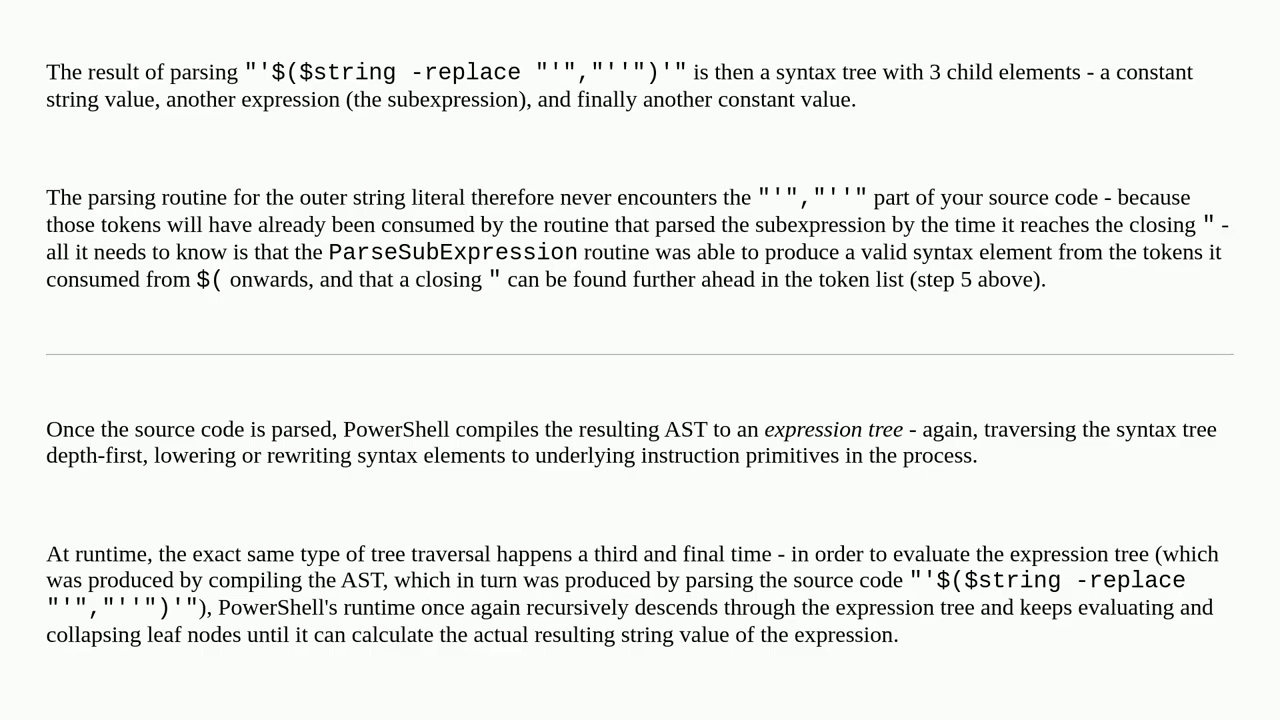 The result of parsing "'$($string -replace "'","''")'" is then a syntax tree with 3 child elements - a constant
string value, another expression (the subexpression), and finally another constant value.
The parsing routine for the outer string literal therefore never encounters the "'","''" part of your source code - because
those tokens will have already been consumed by the routine that parsed the subexpression by the time it reaches the closing " -
all it needs to know is that the ParseSubExpression routine was able to produce a valid syntax element from the tokens it
consumed from $( onwards, and that a closing " can be found further ahead in the token list (step 5 above).
Once the source code is parsed, PowerShell compiles the resulting AST to an expression tree - again, traversing the syntax tree
depth-first, lowering or rewriting syntax elements to underlying instruction primitives in the process.
At runtime, the exact same type of tree traversal happens a third and final time - in order to evaluate the expression tree (which
was produced by compiling the AST, which in turn was produced by parsing the source code "'$($string -replace
"'","''")'"), PowerShell's runtime once again recursively descends through the expression tree and keeps evaluating and
collapsing leaf nodes until it can calculate the actual resulting string value of the expression.